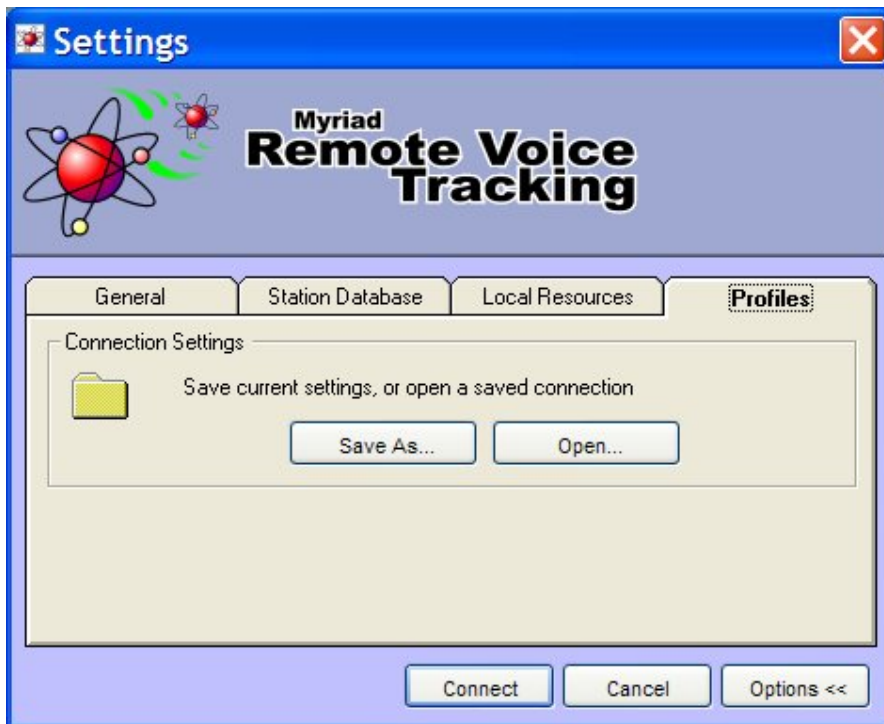 Settings
Myriad
Remote Voice
Tracking
General Station Database Local Resources Profiles
Connection Settings
Save current settings, or open a saved connection
Save As... Open...
Connect Cancel Options <<